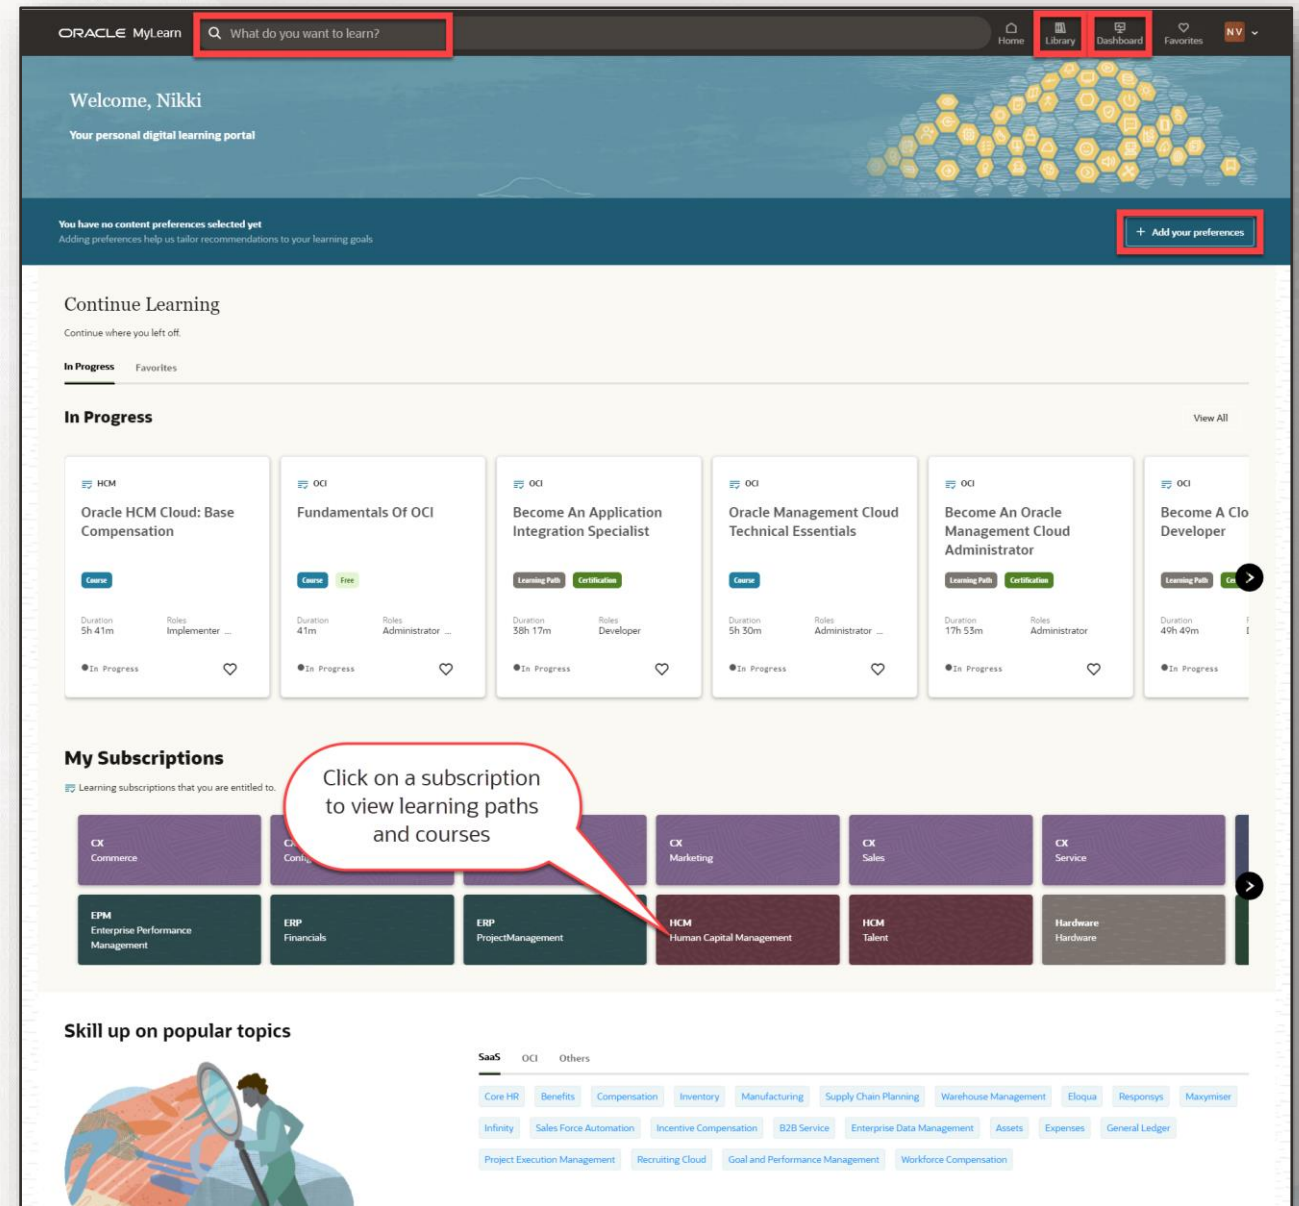 ORACLE MyLearn
What do you want to learn?
Home
Library
Dashboard
Favorites
NV
Welcome, Nikki
Your personal digital learning portal
You have no content preferences selected yet
Adding preferences help us tailor recommendations to your learning goals
+ Add your preferences
Continue Learning
Continue where you left off.
In Progress
Favorites
In Progress
View All
HCM
Oracle HCM Cloud: Base
Compensation
Course
Duration
5h 41m
Roles
Implementer ...
In Progress
OCI
Fundamentals Of OCI
Course
Free
Duration
41m
Roles
Administrator ...
In Progress
OCI
Become An Application
Integration Specialist
Learning Path
Certification
Duration
38h 17m
Roles
Developer
In Progress
OCI
Oracle Management Cloud
Technical Essentials
Course
Duration
5h 30m
Roles
Administrator ...
In Progress
OCI
Become An Oracle
Management Cloud
Administrator
Learning Path
Certification
Duration
17h 53m
Roles
Administrator
In Progress
OCI
Become A Clo
Developer
Learning Path
Duration
49h 49m
In Progress
My Subscriptions
Learning subscriptions that you are entitled to.
Click on a subscription
to view learning paths
and courses
CX
Commerce
CX
Marketing
CX
Sales
CX
Service
EPM
Enterprise Performance
Management
ERP
Financials
ERP
ProjectManagement
HCM
Human Capital Management
HCM
Talent
Hardware
Hardware
Skill up on popular topics
SaaS
OCI
Others
Core HR
Benefits
Compensation
Inventory
Manufacturing
Supply Chain Planning
Warehouse Management
Eloqua
Responsys
Maxymiser
Infinity
Sales Force Automation
Incentive Compensation
B2B Service
Enterprise Data Management
Assets
Expenses
General Ledger
Project Execution Management
Recruiting Cloud
Goal and Performance Management
Workforce Compensation